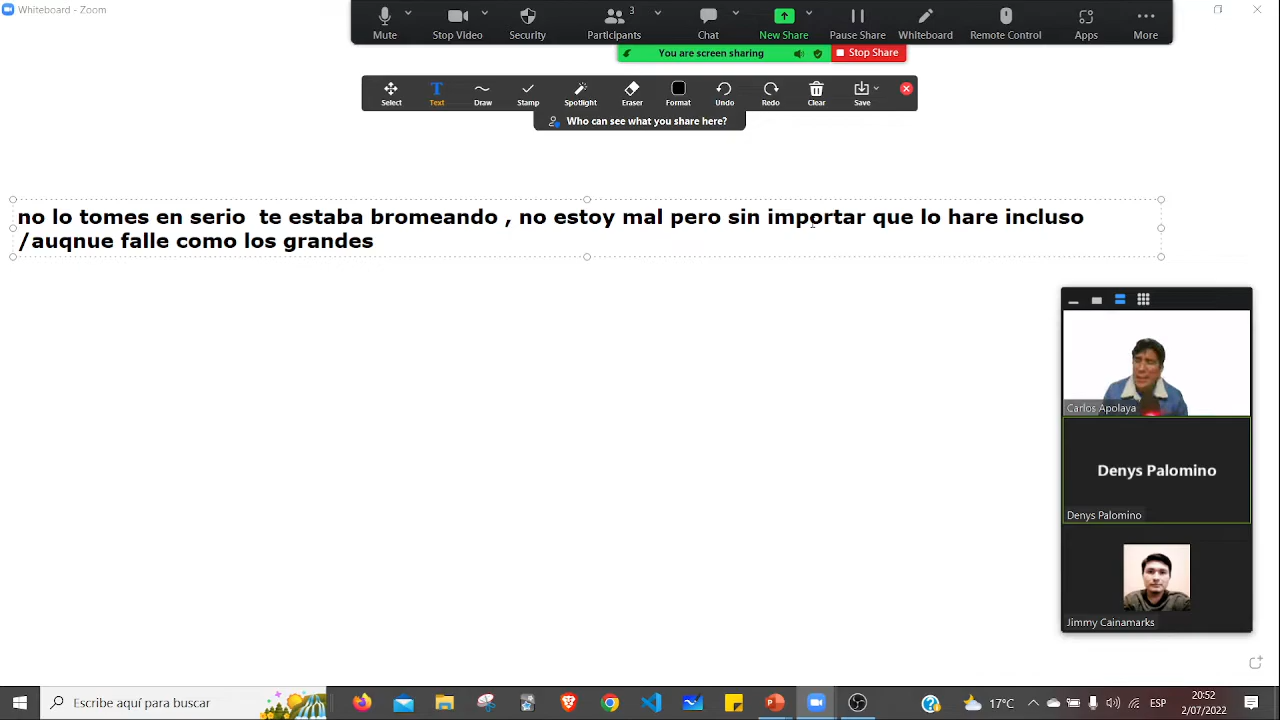 Whiteboard - Zoom
3
Mute
Stop Video
Security
Participants
Chat
New Share
Pause Share
Whiteboard
Remote Control
Apps
More
You are screen sharing
Stop Share
Select
Text
Draw
Stamp
Spotlight
Eraser
Format
Undo
Redo
Clear
Save
Who can see what you share here?
no lo tomes en serio te estaba bromeando , no estoy mal pero sin importar que lo hare incluso
/auqnue falle como los grandes
Carlos Apolaya
Denys Palomino
Denys Palomino
Jimmy Cainamarks
Escribe aquí para buscar
17°C
ESP
20:52
2/07/2022